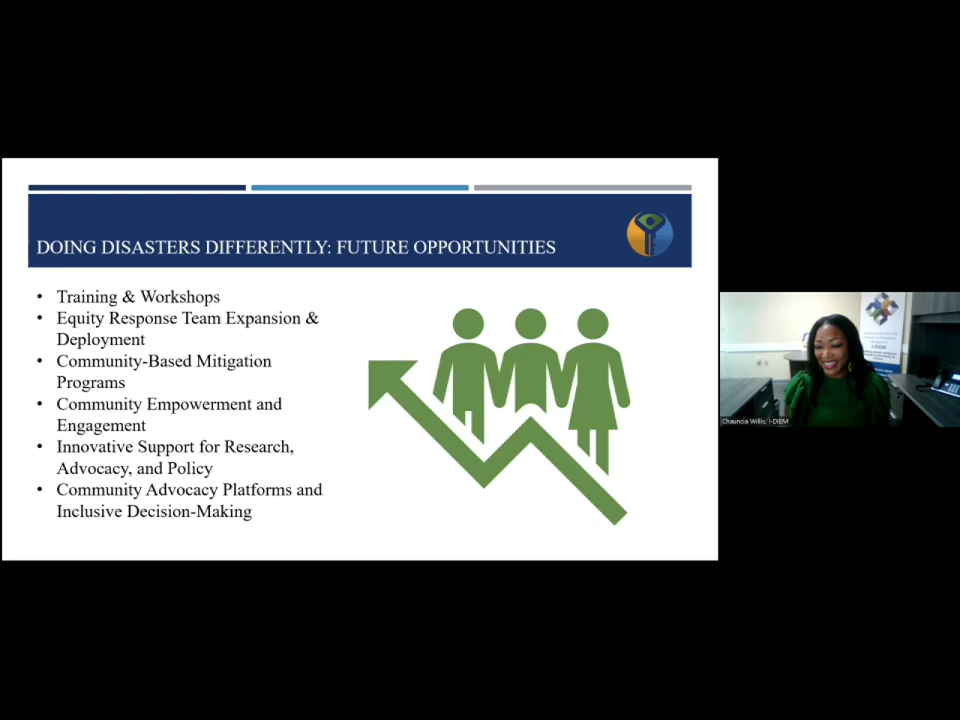 DOING DISASTERS DIFFERENTLY: FUTURE OPPORTUNITIES
• Training & Workshops
• Equity Response Team Expansion &
Deployment
• Community-Based Mitigation
Programs
• Community Empowerment and
Engagement
• Innovative Support for Research,
Advocacy, and Policy
• Community Advocacy Platforms and
Inclusive Decision-Making
I-DIEM
Chauncia Willis, I-DIEM